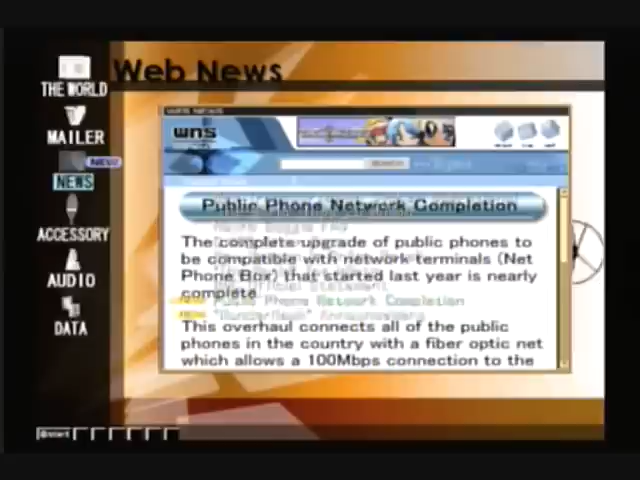 Web News
THE WORLD
MAILER
NEW
NEWS
ACCESSORY
AUDIO
DATA
WNS
Public Phone Network Completion
The complete upgrade of public phones to
be compatible with network terminals (Net
Phone Box) that started last year is nearly
complete.
Public Phone Network Completion
This overhaul connects all of the public
phones in the country with a fiber optic net
which allows a 100Mbps connection to the